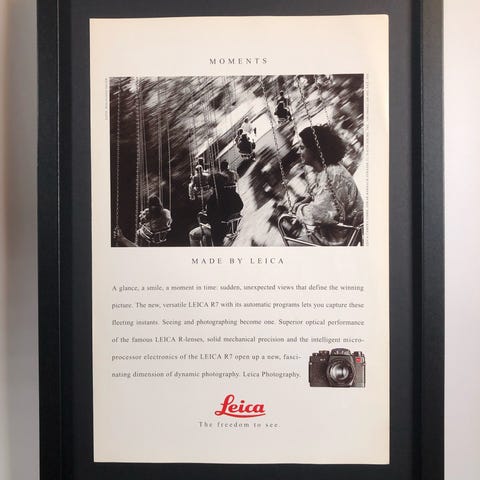 MOMENTS
MADE BY LEICA
A glance, a smile, a moment in time: sudden, unexpected views that define the winning
picture. The new, versatile LEICA R7 with its automatic programs lets you capture these
fleeting instants. Seeing and photographing become one. Superior optical performance
of the famous LEICA R-lenses, solid mechanical precision and the intelligent micro-
processor electronics of the LEICA R7 open up a new, fasci-
nating dimension of dynamic photography. Leica Photography.
Leica
The freedom to see.